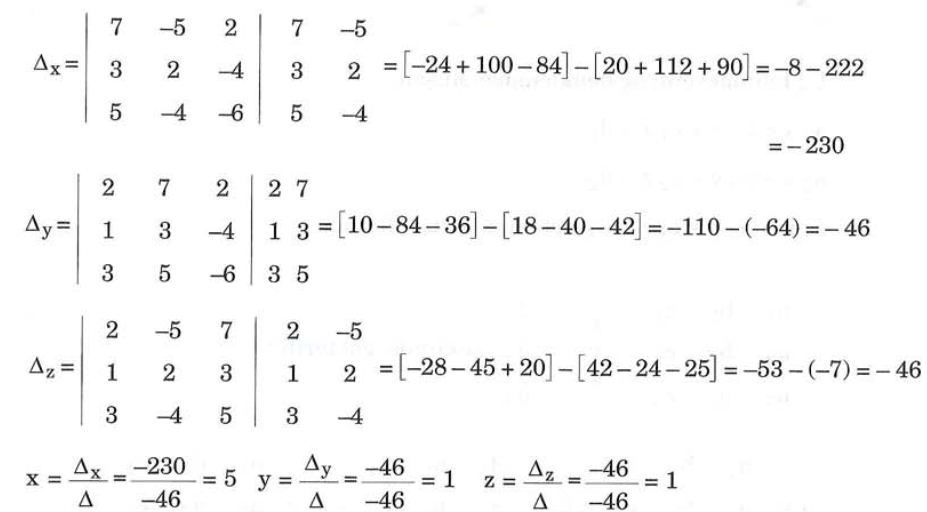 7 –5 2 7 –5
Δx = 3 2 –4 3 2 = [–24 + 100 – 84] – [20 + 112 + 90] = –8 – 222
5 –4 –6 5 –4
= – 230
2 7 2 2 7
Δy = 1 3 –4 1 3 = [10 – 84 – 36] – [18 – 40 – 42] = –110 – (–64) = – 46
3 5 –6 3 5
2 –5 7 2 –5
Δz = 1 2 3 1 2 = [–28 – 45 + 20] – [42 – 24 – 25] = –53 – (–7) = – 46
3 –4 5 3 –4
x = Δx/Δ = –230/–46 = 5 y = Δy/Δ = –46/–46 = 1 z = Δz/Δ = –46/–46 = 1